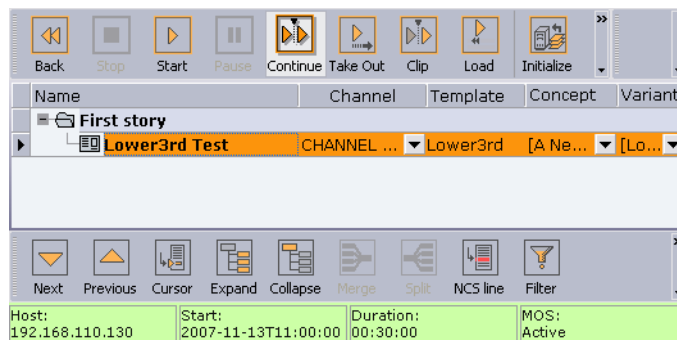 Back Stop Start Pause Continue Take Out Clip Load Initialize
Name Channel Template Concept Variant
First story
Lower3rd Test CHANNEL ... Lower3rd [A Ne... [Lo...
Next Previous Cursor Expand Collapse Merge Split NCS line Filter
Host: Start: Duration: MOS:
192.168.110.130 2007-11-13T11:00:00 00:30:00 Active